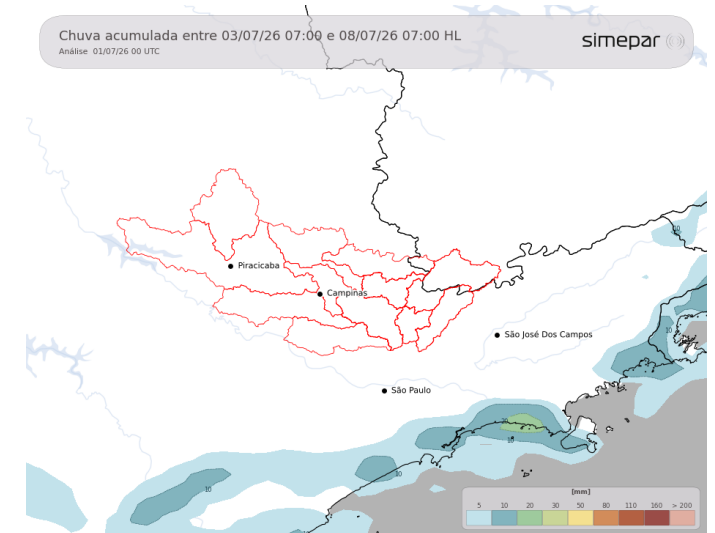 Chuva acumulada entre 03/07/26 07:00 e 08/07/26 07:00 HL
Análise 01/07/26 00 UTC
simepar
10
Piracicaba
Campinas
10
São José Dos Campos
São Paulo
20
10
10
10
[mm]
5 10 20 30 50 80 110 160 > 200